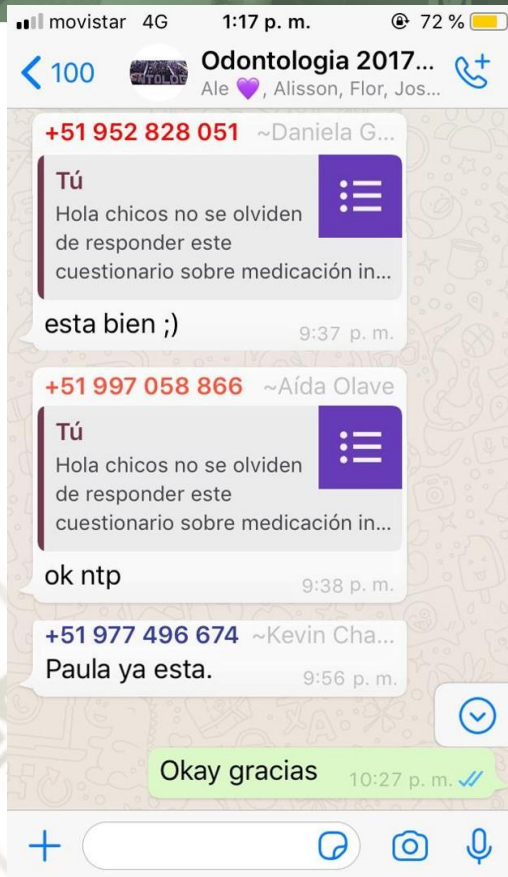 movistar 4G 1:17 p. m. 72 %
100 Odontologia 2017...
Ale 💜, Alisson, Flor, Jos...
+51 952 828 051 ~Daniela G...
Tú
Hola chicos no se olviden
de responder este
cuestionario sobre medicación in...
esta bien ;) 9:37 p. m.
+51 997 058 866 ~Aída Olave
Tú
Hola chicos no se olviden
de responder este
cuestionario sobre medicación in...
ok ntp 9:38 p. m.
+51 977 496 674 ~Kevin Cha...
Paula ya esta. 9:56 p. m.
Okay gracias 10:27 p. m.